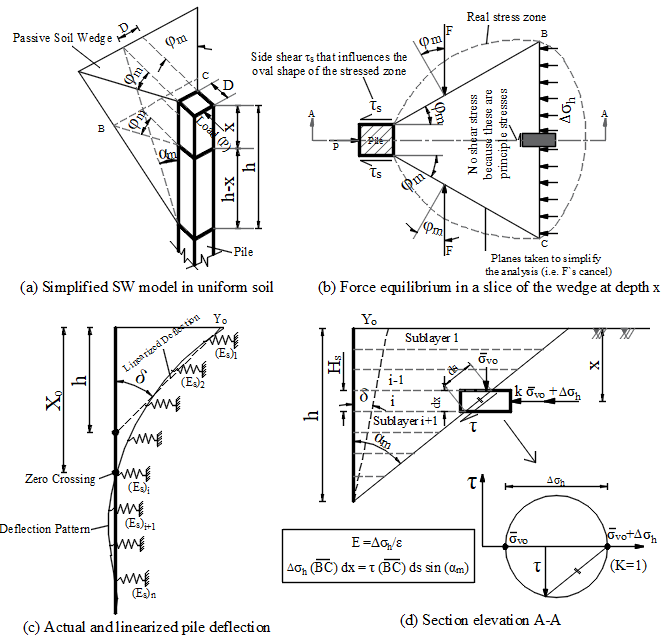 D
Passive Soil Wedge
φm
φm
C
D
φm
B
Load (P)
x
αm
h
h-x
Pile
(a) Simplified SW model in uniform soil
F
Real stress zone
φm
B
Side shear τs that influences the
oval shape of the stressed zone
τs
φm
A
A
P
Pile
No shear stress
because these are
principle stresses
Δσh
τs
φm
φm
F
C
Planes taken to simplify
the analysis (i.e. F`s cancel)
(b) Force equilibrium in a slice of the wedge at depth x
Yo
Linearized Deflection
(Es)1
h
δ
(Es)2
Xo
Zero Crossing
(Es)i
(Es)i+1
Deflection Pattern
(Es)n
(c) Actual and linearized pile deflection
Yo
Sublayer 1
Hs
σ̅vo
x
ds
i-1
δ
i
dx
k σ̅vo +Δσh
h
Sublayer i+1
τ
αm
τ
Δσh
σ̅vo
σ̅vo+Δσh
τ
(K=1)
E =Δσh/ε
Δσh (B̅C̅) dx = τ (B̅C̅) ds sin (αm)
(d) Section elevation A-A